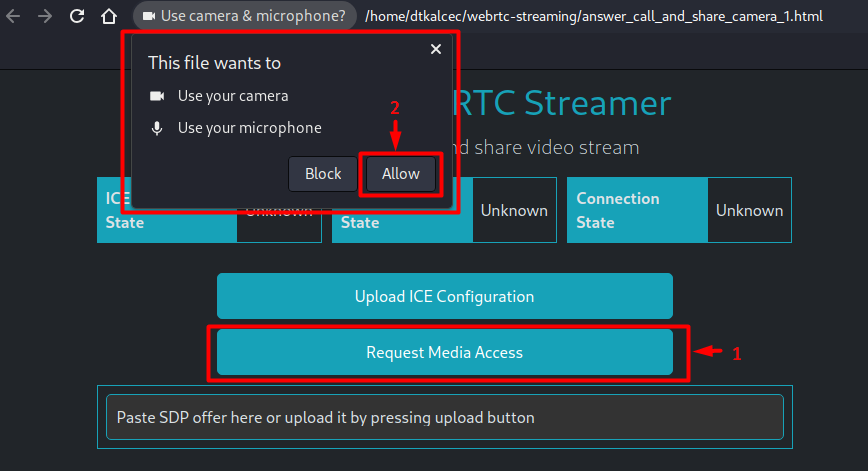 Use camera & microphone?
/home/dtkalcec/webrtc-streaming/answer_call_and_share_camera_1.html
This file wants to
Use your camera
Use your microphone
2
Block
Allow
RTC Streamer
nd share video stream
ICE
State
Unknown
State
Unknown
Connection
State
Unknown
Upload ICE Configuration
Request Media Access
1
Paste SDP offer here or upload it by pressing upload button